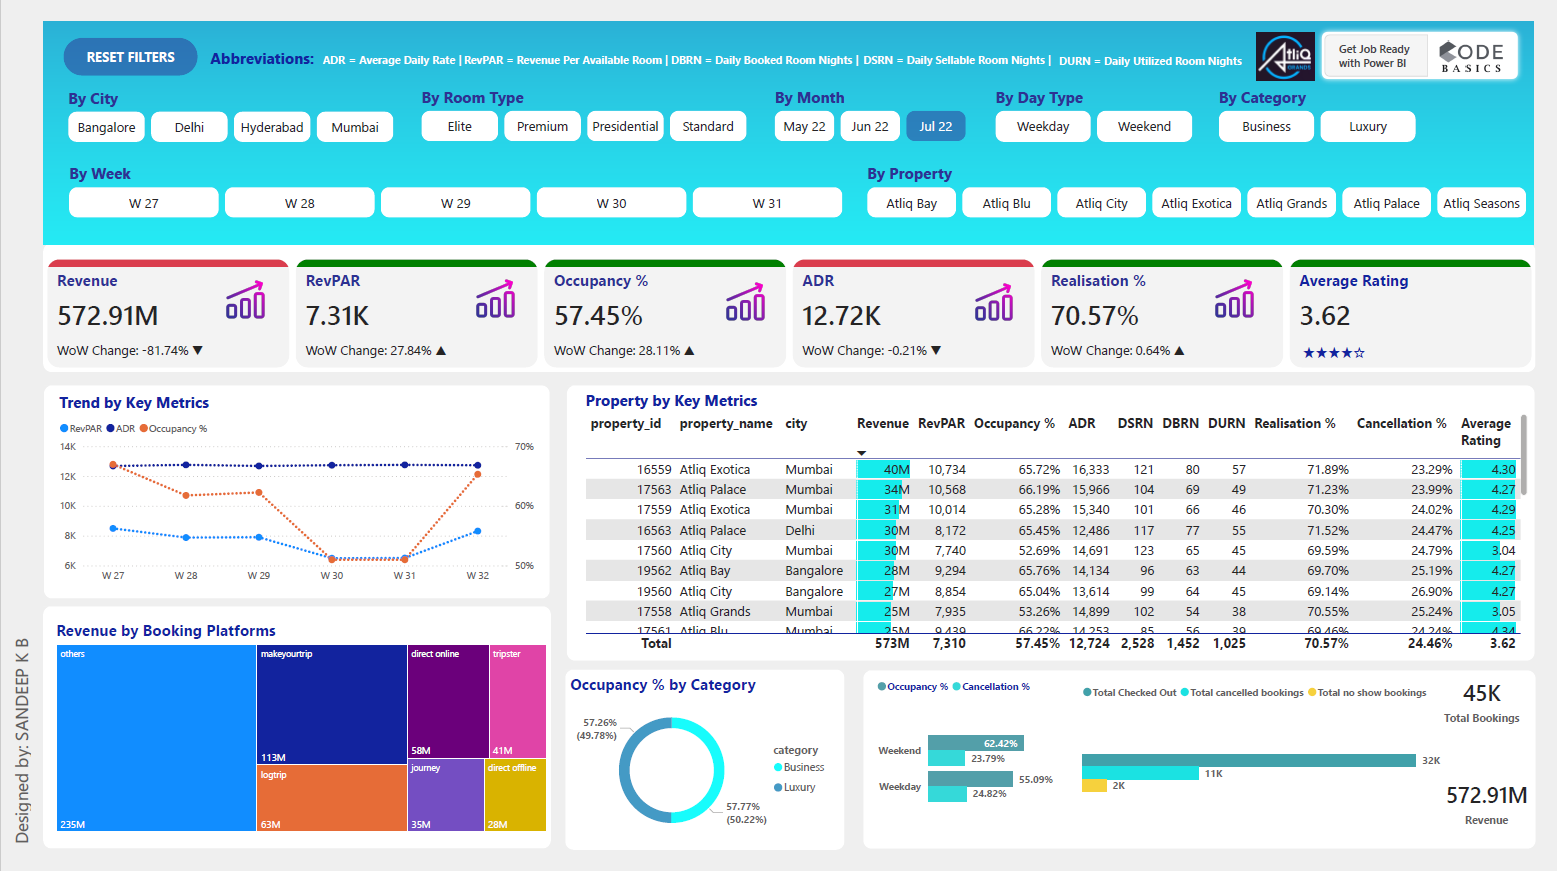 RESET FILTERS
Abbreviations: ADR = Average Daily Rate | RevPAR = Revenue Per Available Room | DBRN = Daily Booked Room Nights | DSRN = Daily Sellable Room Nights | DURN = Daily Utilized Room Nights
AtliQ
GRANDS
Get Job Ready
with Power BI
CODE
BASICS
By City
Bangalore Delhi Hyderabad Mumbai
By Room Type
Elite Premium Presidential Standard
By Month
May 22 Jun 22 Jul 22
By Day Type
Weekday Weekend
By Category
Business Luxury
By Week
W 27 W 28 W 29 W 30 W 31
By Property
Atliq Bay Atliq Blu Atliq City Atliq Exotica Atliq Grands Atliq Palace Atliq Seasons
Revenue
572.91M
WoW Change: -81.74% ▼
RevPAR
7.31K
WoW Change: 27.84% ▲
Occupancy %
57.45%
WoW Change: 28.11% ▲
ADR
12.72K
WoW Change: -0.21% ▼
Realisation %
70.57%
WoW Change: 0.64% ▲
Average Rating
3.62
★★★★☆
Trend by Key Metrics
RevPAR ADR Occupancy %
14K 70%
12K
10K 60%
8K
6K 50%
W 27 W 28 W 29 W 30 W 31 W 32
Property by Key Metrics
property_id property_name city Revenue RevPAR Occupancy % ADR DSRN DBRN DURN Realisation % Cancellation % Average
Rating
16559 Atliq Exotica Mumbai 40M 10,734 65.72% 16,333 121 80 57 71.89% 23.29% 4.30
17563 Atliq Palace Mumbai 34M 10,568 66.19% 15,966 104 69 49 71.23% 23.99% 4.27
17559 Atliq Exotica Mumbai 31M 10,014 65.28% 15,340 101 66 46 70.30% 24.02% 4.29
16563 Atliq Palace Delhi 30M 8,172 65.45% 12,486 117 77 55 71.52% 24.47% 4.25
17560 Atliq City Mumbai 30M 7,740 52.69% 14,691 123 65 45 69.59% 24.79% 3.04
19562 Atliq Bay Bangalore 28M 9,294 65.76% 14,134 96 63 44 69.70% 25.19% 4.27
19560 Atliq City Bangalore 27M 8,854 65.04% 13,614 99 64 45 69.14% 26.90% 4.27
17558 Atliq Grands Mumbai 25M 7,935 53.26% 14,899 102 54 38 70.55% 25.24% 3.05
17561 Atliq Blu Mumbai 25M 9,439 66.22% 14,253 85 56 39 69.46% 24.24% 4.34
Total 573M 7,310 57.45% 12,724 2,528 1,452 1,025 70.57% 24.46% 3.62
Revenue by Booking Platforms
others
235M
makeyourtrip
113M
logtrip
63M
direct online
58M
tripster
41M
journey
35M
direct offline
28M
Occupancy % by Category
57.26%
(49.78%)
57.77%
(50.22%)
category
Business
Luxury
Occupancy % Cancellation %
Weekend 62.42%
23.79%
Weekday 55.09%
24.82%
Total Checked Out Total cancelled bookings Total no show bookings
32K
11K
2K
45K
Total Bookings
572.91M
Revenue
Designed by: SANDEEP K B